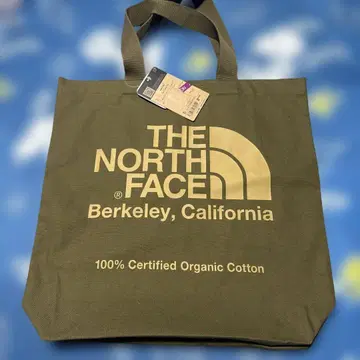 THE
NORTH
® FACE
Berkeley, California
100% Certified Organic Cotton